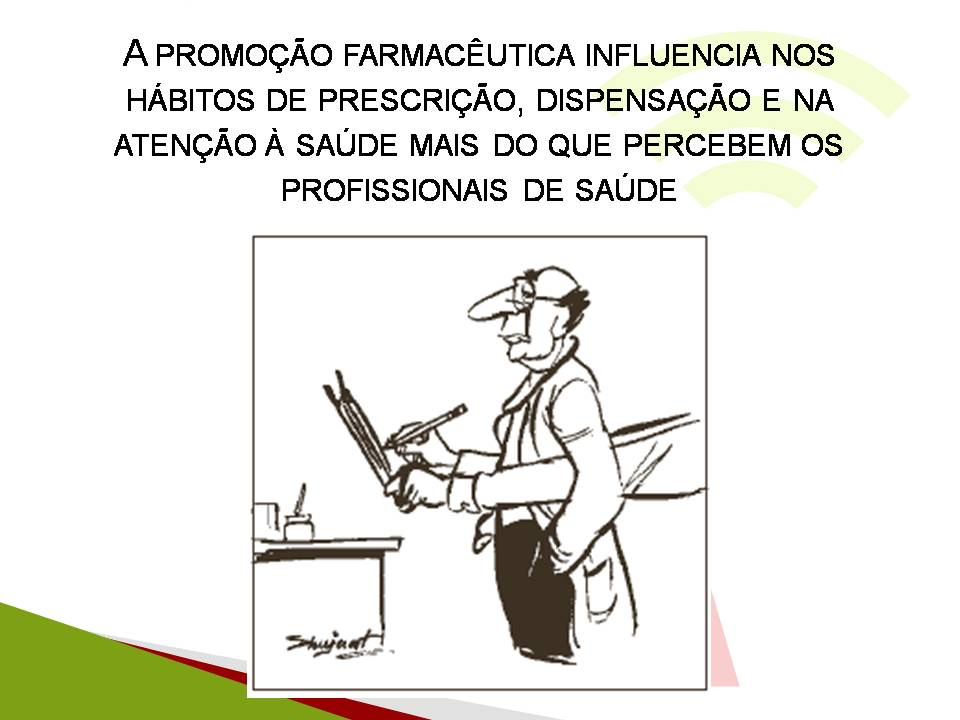 A PROMOÇÃO FARMACÊUTICA INFLUENCIA NOS
HÁBITOS DE PRESCRIÇÃO, DISPENSAÇÃO E NA
ATENÇÃO À SAÚDE MAIS DO QUE PERCEBEM OS
PROFISSIONAIS DE SAÚDE
Shujaat